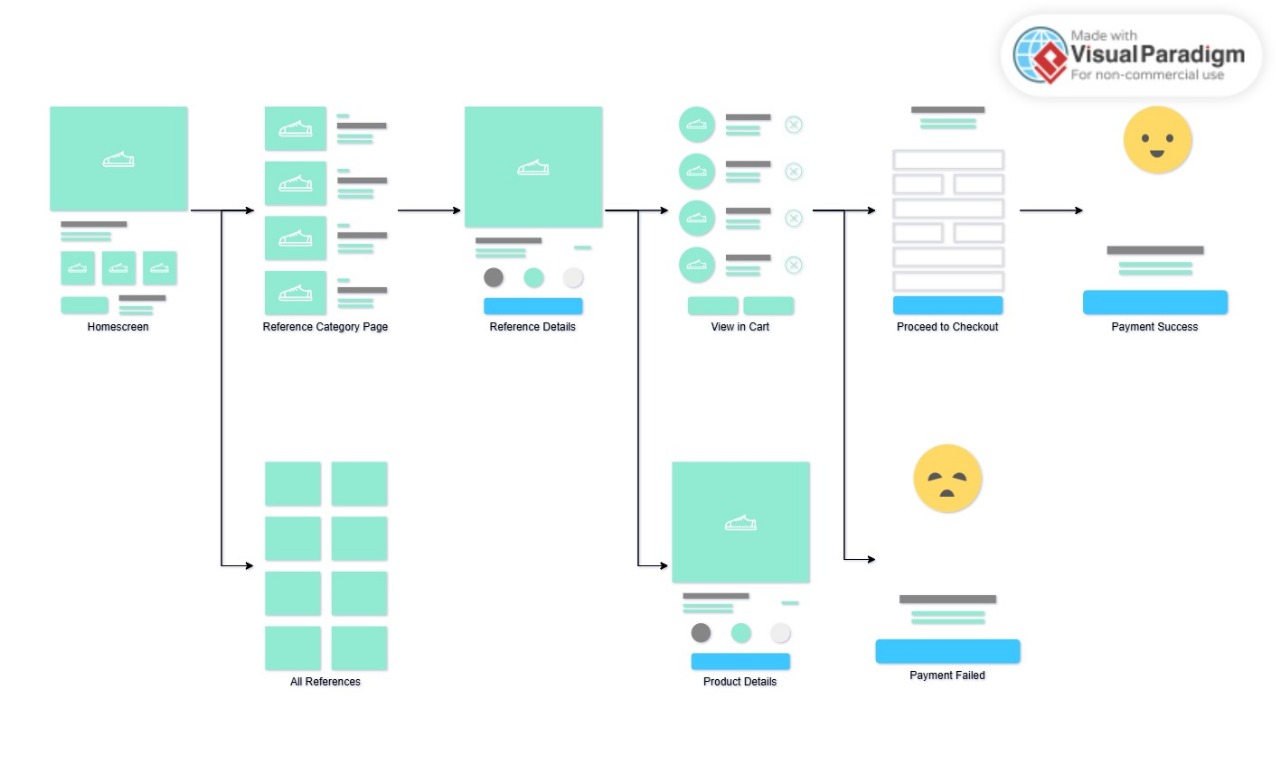 Made with
Visual Paradigm
For non-commercial use
Homescreen
Reference Category Page
Reference Details
View in Cart
Proceed to Checkout
Payment Success
All References
Product Details
Payment Failed